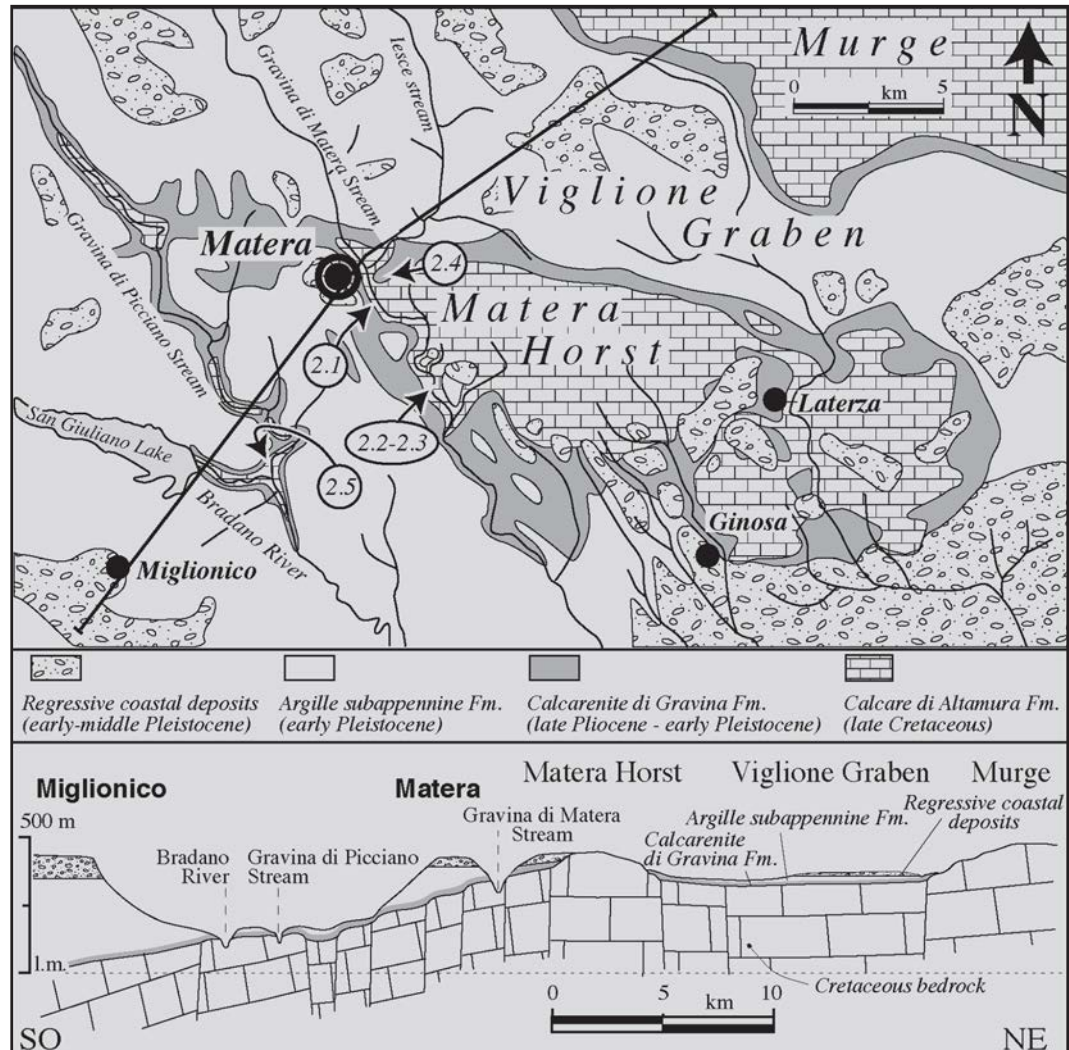 Murge
0 5
km
N
Gravina di Matera Stream
Iesce stream
Viglione
Graben
Gravina di Picciano Stream
Matera
2.4
Matera
Horst
2.1
Laterza
San Giuliano Lake
2.2-2.3
2.5
Bradano River
Ginosa
Miglionico
Regressive coastal deposits
(early-middle Pleistocene)
Argille subappennine Fm.
(early Pleistocene)
Calcarenite di Gravina Fm.
(late Pliocene - early Pleistocene)
Calcare di Altamura Fm.
(late Cretaceous)
Miglionico
Matera
Matera Horst
Viglione Graben
Murge
500 m
Gravina di Matera
Stream
Regressive coastal
deposits
Argille subappennine Fm.
Calcarenite
di Gravina Fm.
Bradano
River
Gravina di Picciano
Stream
l.m.
Cretaceous bedrock
0 5 10
km
SO
NE